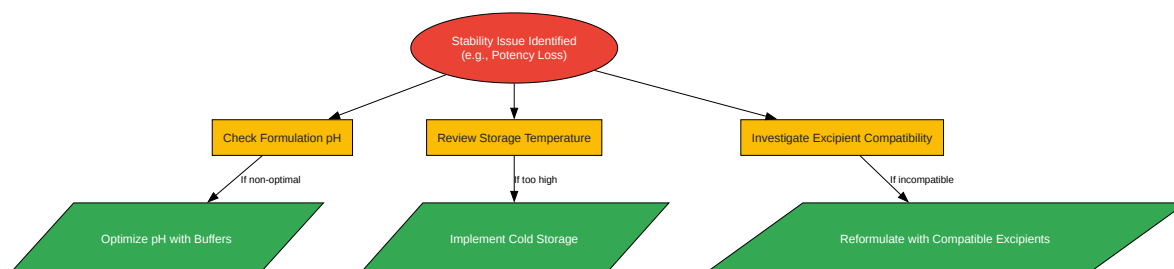 Stability Issue Identified
(e.g., Potency Loss)
Check Formulation pH
Review Storage Temperature
Investigate Excipient Compatibility
If non-optimal
If too high
If incompatible
Optimize pH with Buffers
Implement Cold Storage
Reformulate with Compatible Excipients